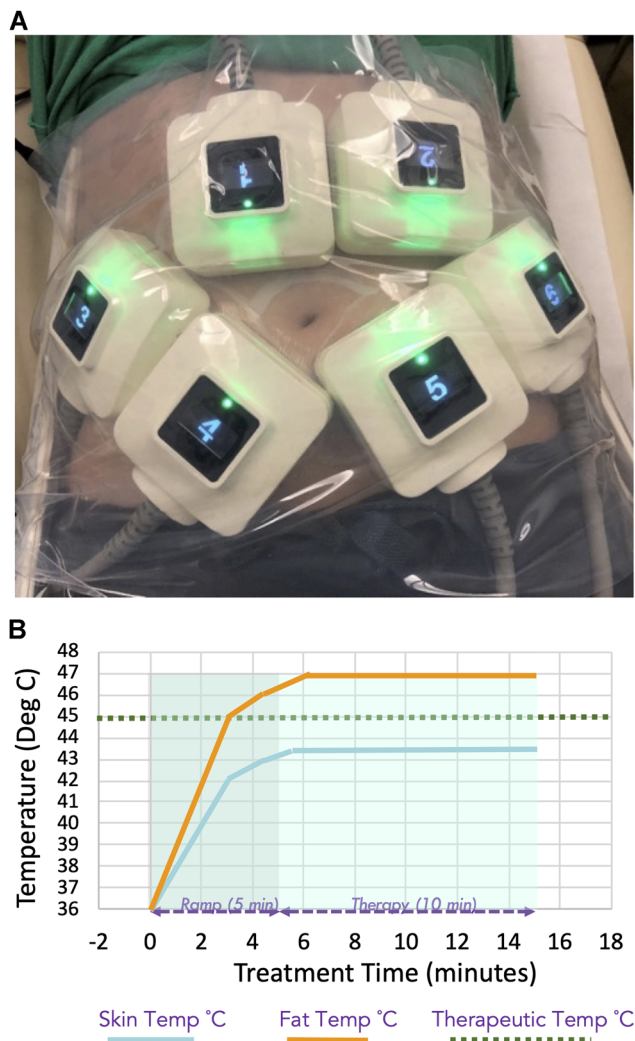 A
1
2
3
6
4
5
B
48
47
46
45
44
43
42
41
40
39
38
37
36
Temperature (Deg C)
Ramp (5 min)
Therapy (10 min)
-2 0 2 4 6 8 10 12 14 16 18
Treatment Time (minutes)
Skin Temp °C Fat Temp °C Therapeutic Temp °C